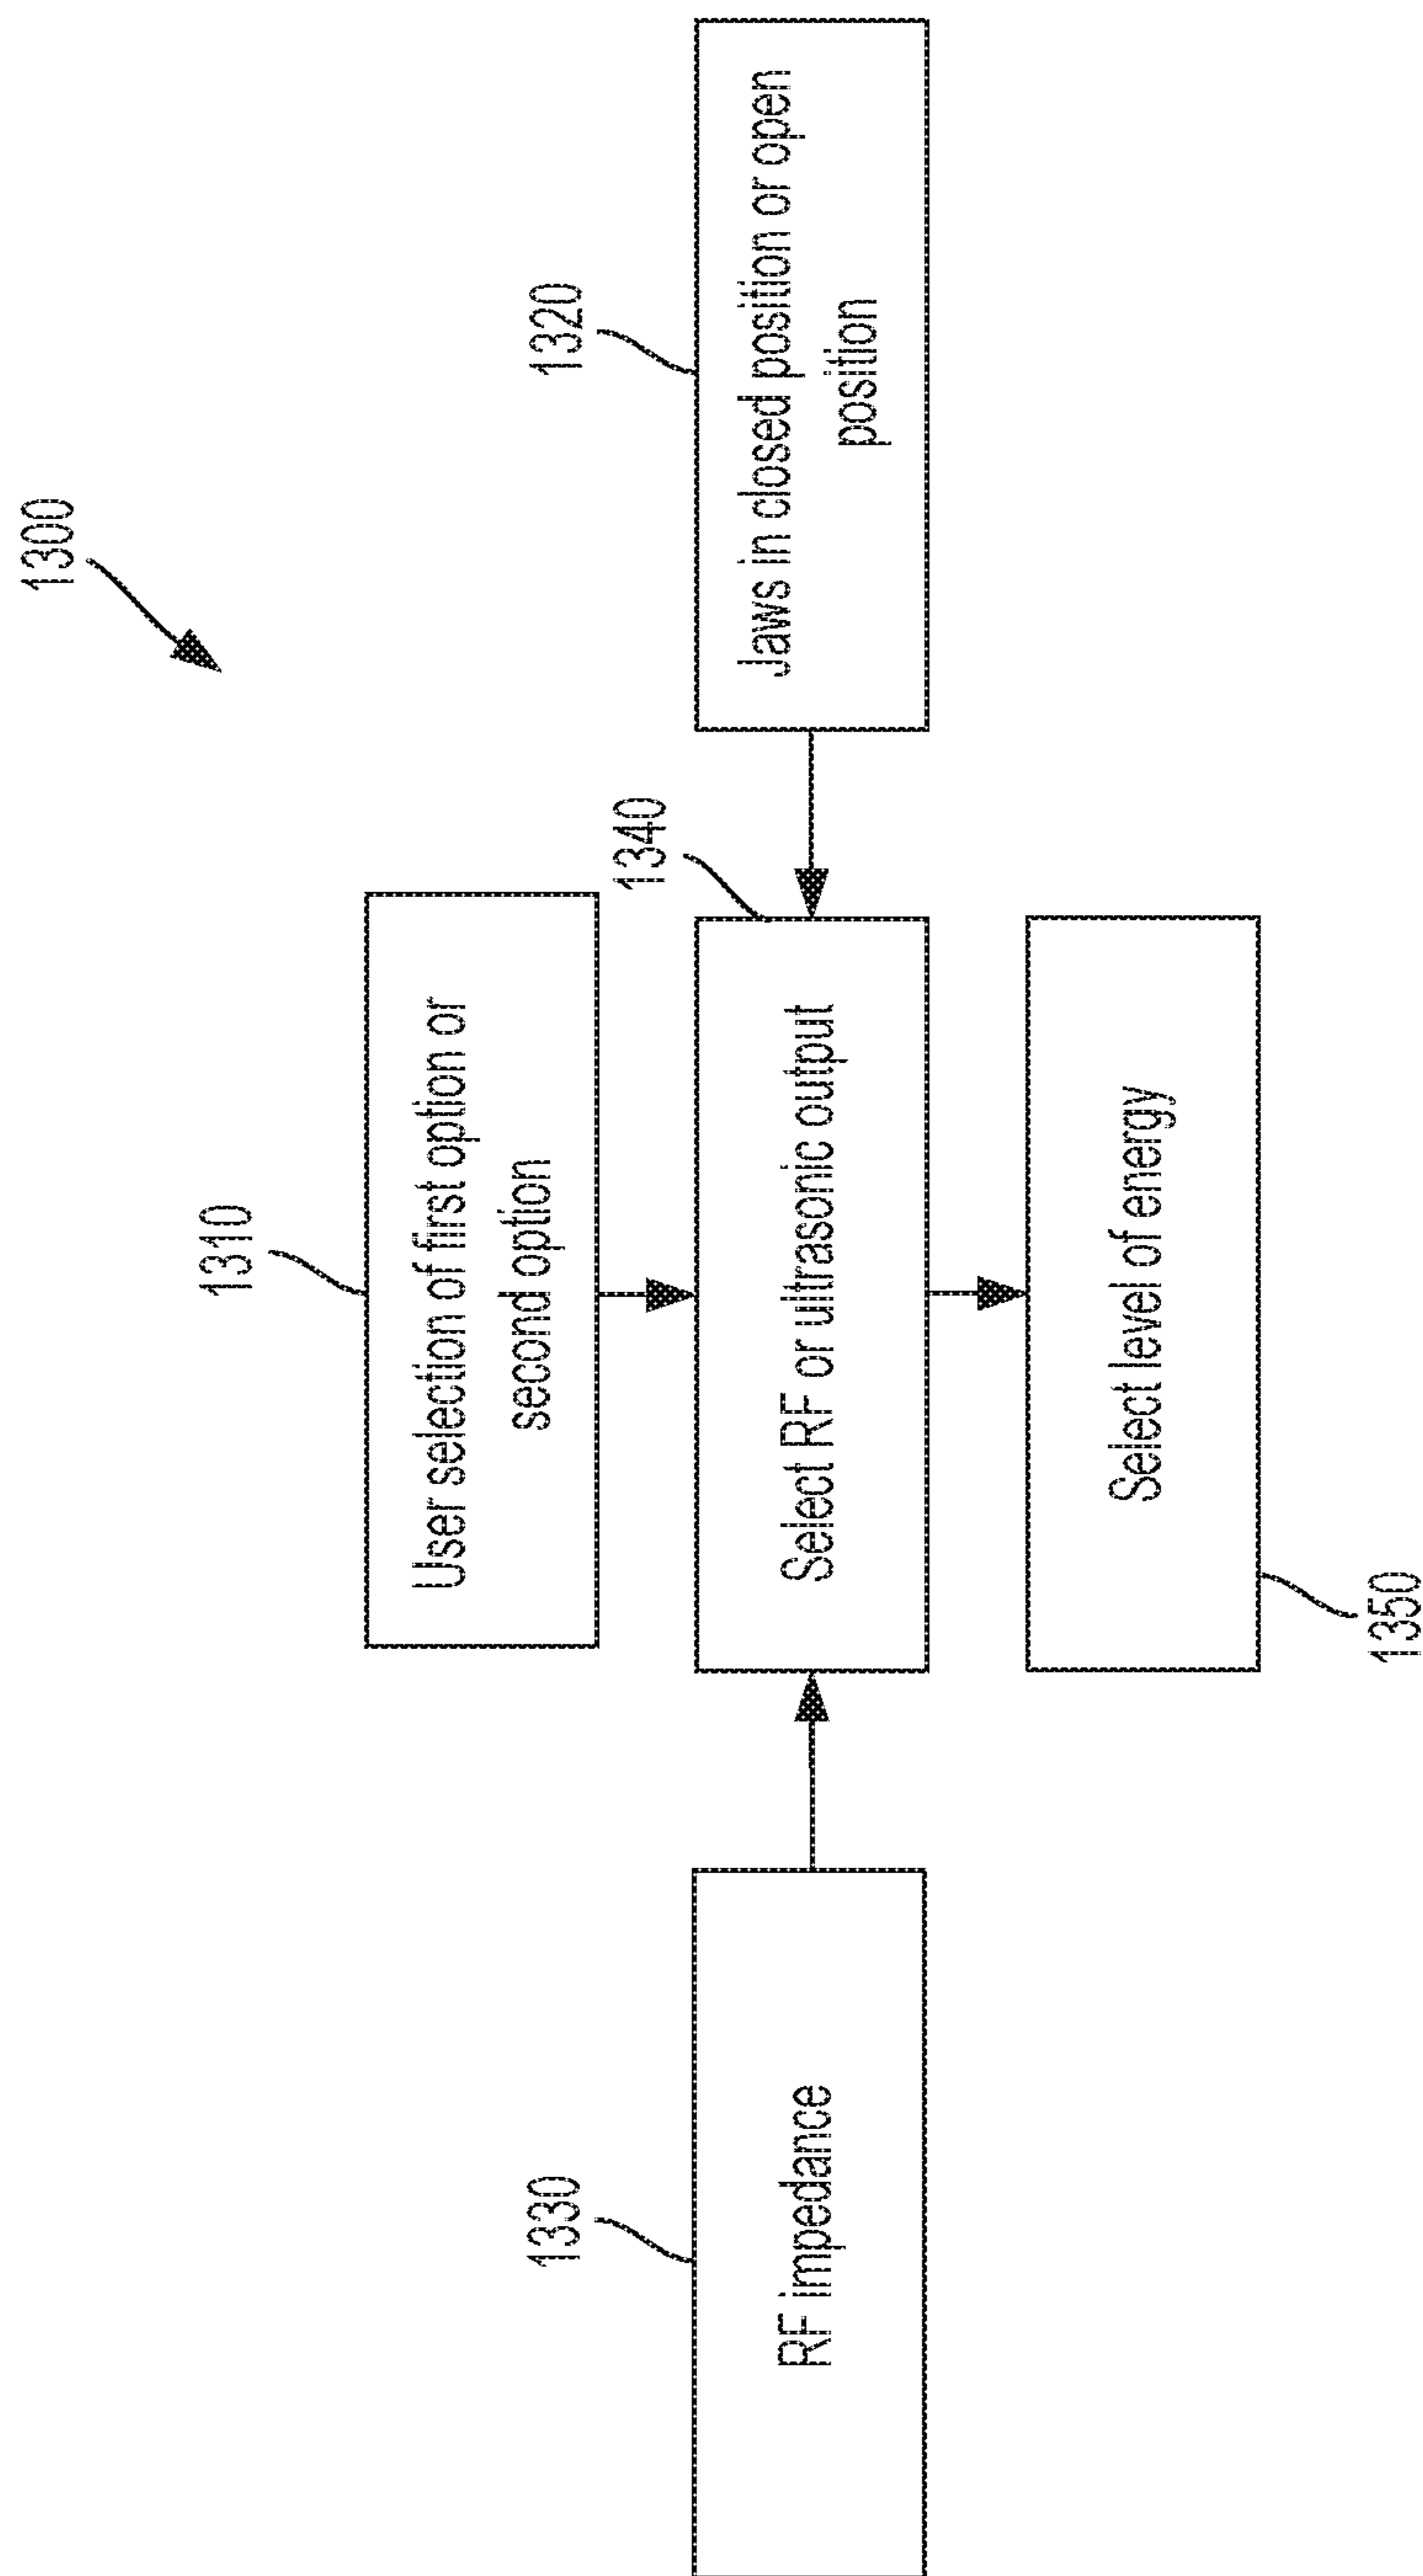 1300
1310
User selection of first option or
second option
1330
RF impedance
1340
Select RF or ultrasonic output
1320
Jaws in closed position or open
position
1350
Select level of energy